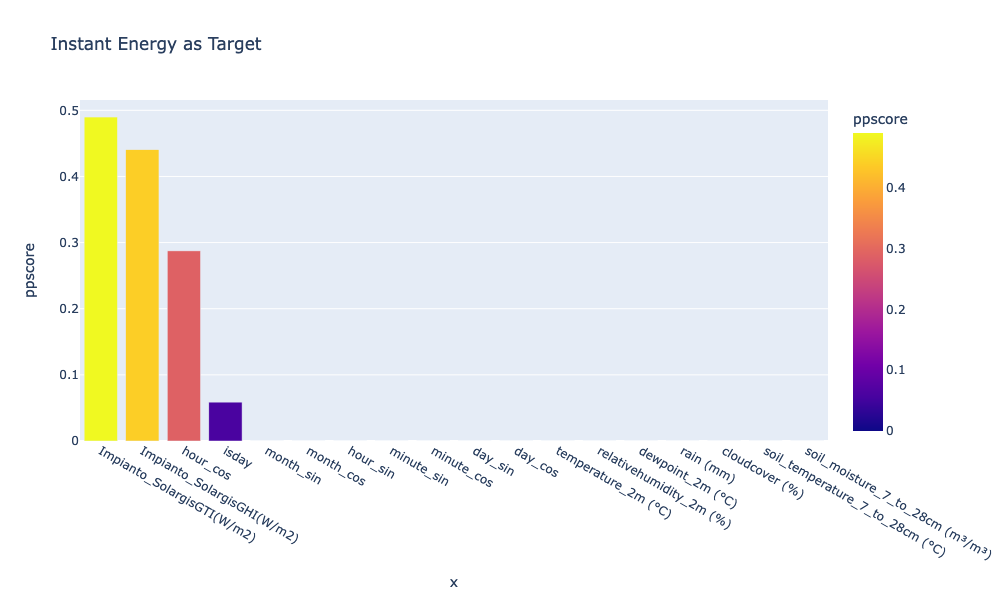 Instant Energy as Target
ppscore
0.5
0.4
0.3
0.2
0.1
0
ppscore
0.4
0.3
0.2
0.1
0
Impianto_SolargisGTI(W/m2)
Impianto_SolargisGHI(W/m2)
hour_cos
isday
month_sin
month_cos
hour_sin
minute_sin
minute_cos
day_sin
day_cos
temperature_2m (°C)
relativehumidity_2m (%)
dewpoint_2m (°C)
rain (mm)
cloudcover (%)
soil_temperature_7_to_28cm (°C)
soil_moisture_7_to_28cm (m³/m³)
x